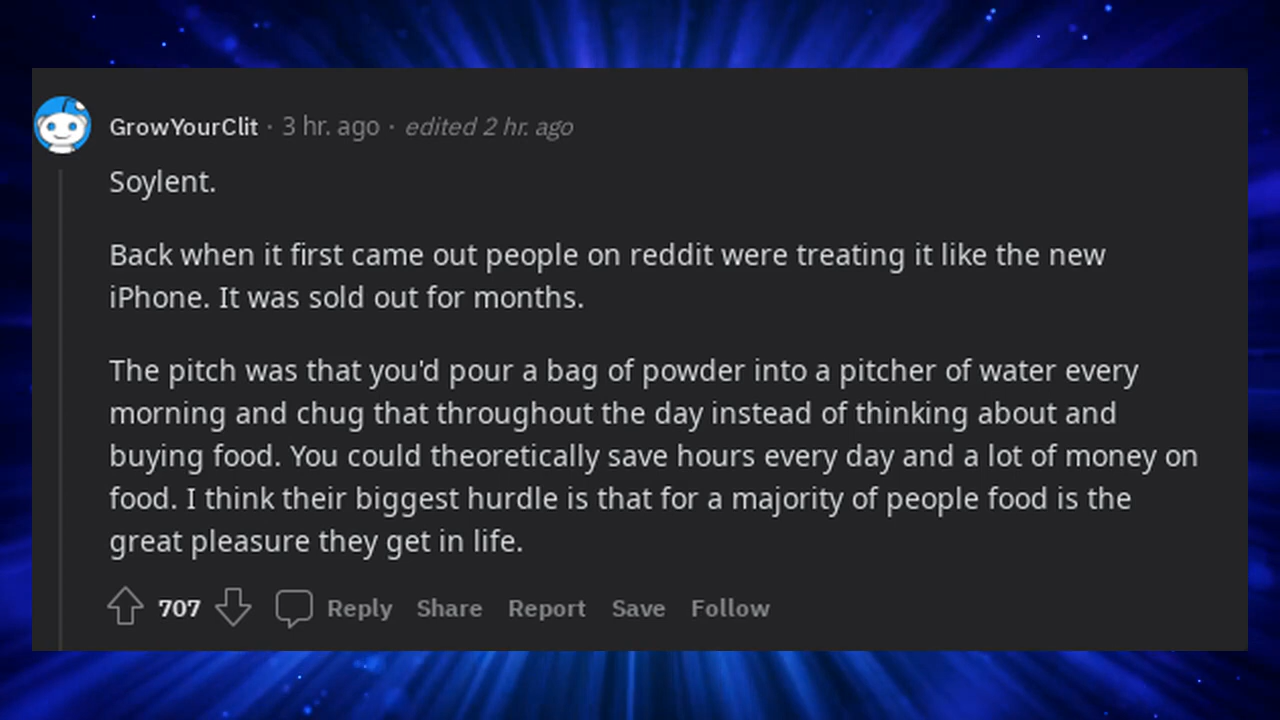 GrowYourClit · 3 hr. ago · edited 2 hr. ago
Soylent.
Back when it first came out people on reddit were treating it like the new
iPhone. It was sold out for months.
The pitch was that you'd pour a bag of powder into a pitcher of water every
morning and chug that throughout the day instead of thinking about and
buying food. You could theoretically save hours every day and a lot of money on
food. I think their biggest hurdle is that for a majority of people food is the
great pleasure they get in life.
707 Reply Share Report Save Follow